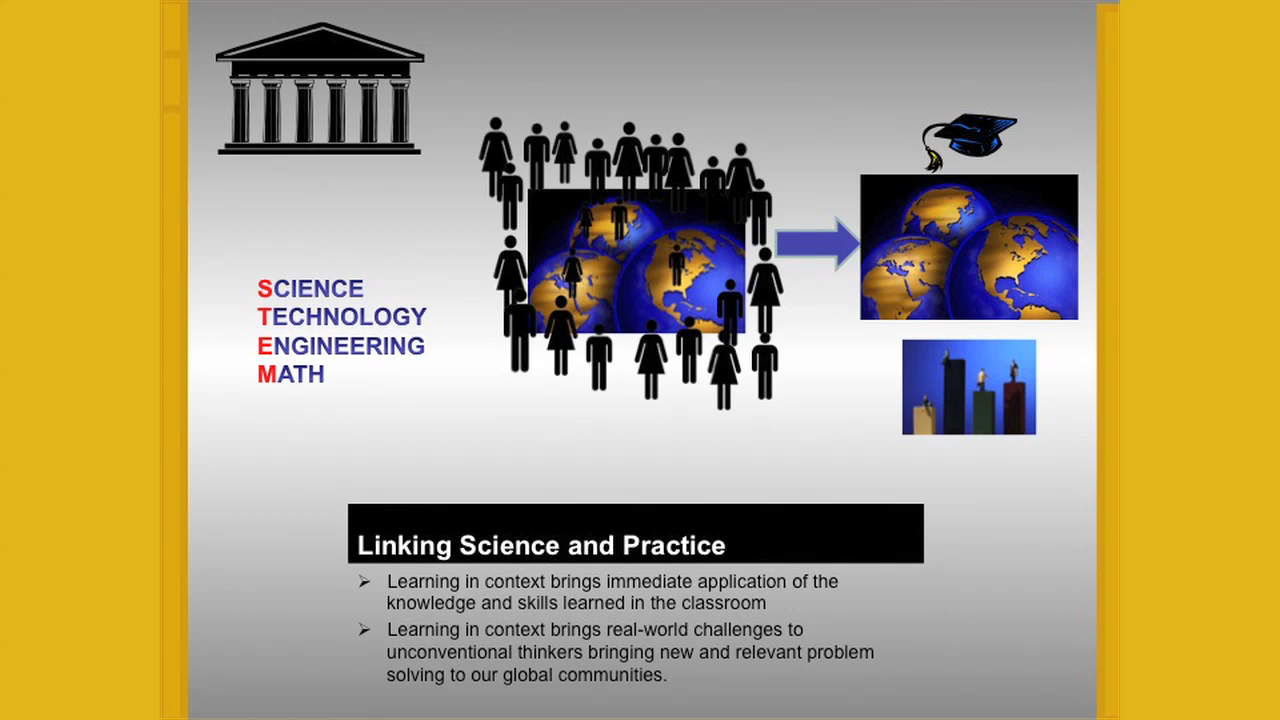 SCIENCE
TECHNOLOGY
ENGINEERING
MATH
Linking Science and Practice
Learning in context brings immediate application of the
knowledge and skills learned in the classroom
Learning in context brings real-world challenges to
unconventional thinkers bringing new and relevant problem
solving to our global communities.